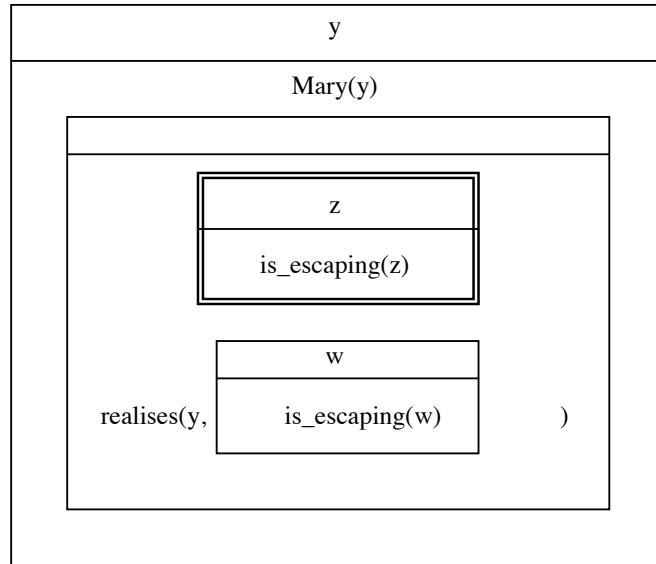 y
Mary(y)
z
is_escaping(z)
w
realises(y, is_escaping(w) )